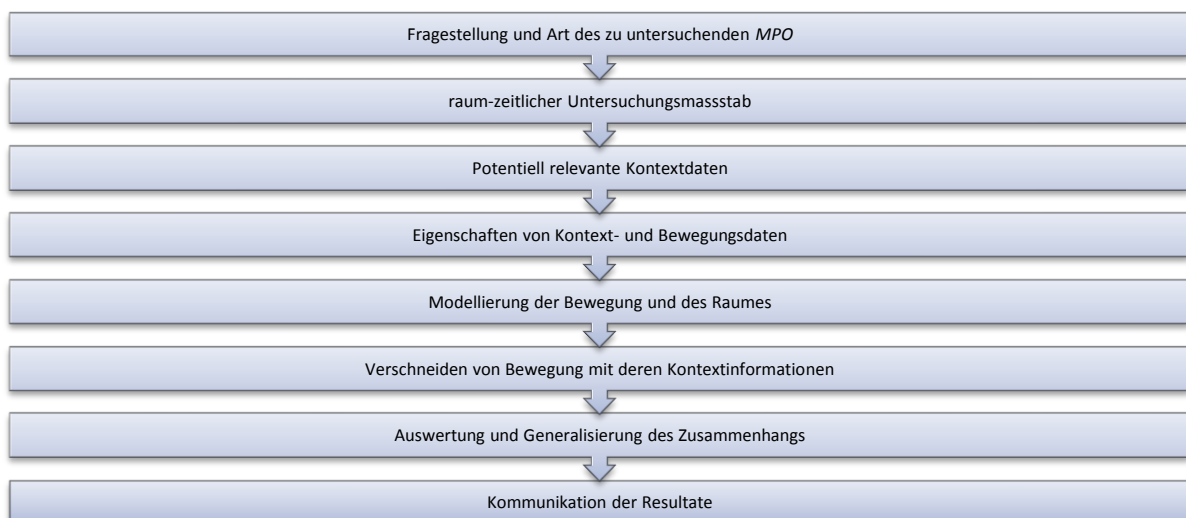 Fragestellung und Art des zu untersuchenden MPO
raum-zeitlicher Untersuchungsmassstab
Potentiell relevante Kontextdaten
Eigenschaften von Kontext- und Bewegungsdaten
Modellierung der Bewegung und des Raumes
Verschneiden von Bewegung mit deren Kontextinformationen
Auswertung und Generalisierung des Zusammenhangs
Kommunikation der Resultate